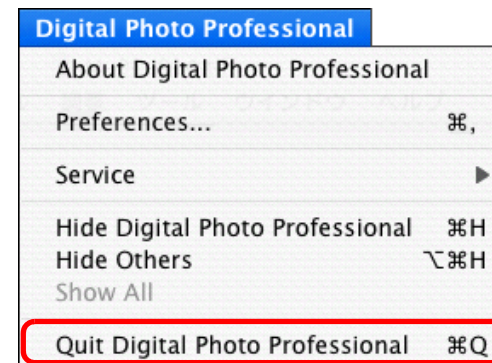 Digital Photo Professional
About Digital Photo Professional
Preferences... ⌘,
Service ▶
Hide Digital Photo Professional ⌘H
Hide Others ⌥⌘H
Show All
Quit Digital Photo Professional ⌘Q